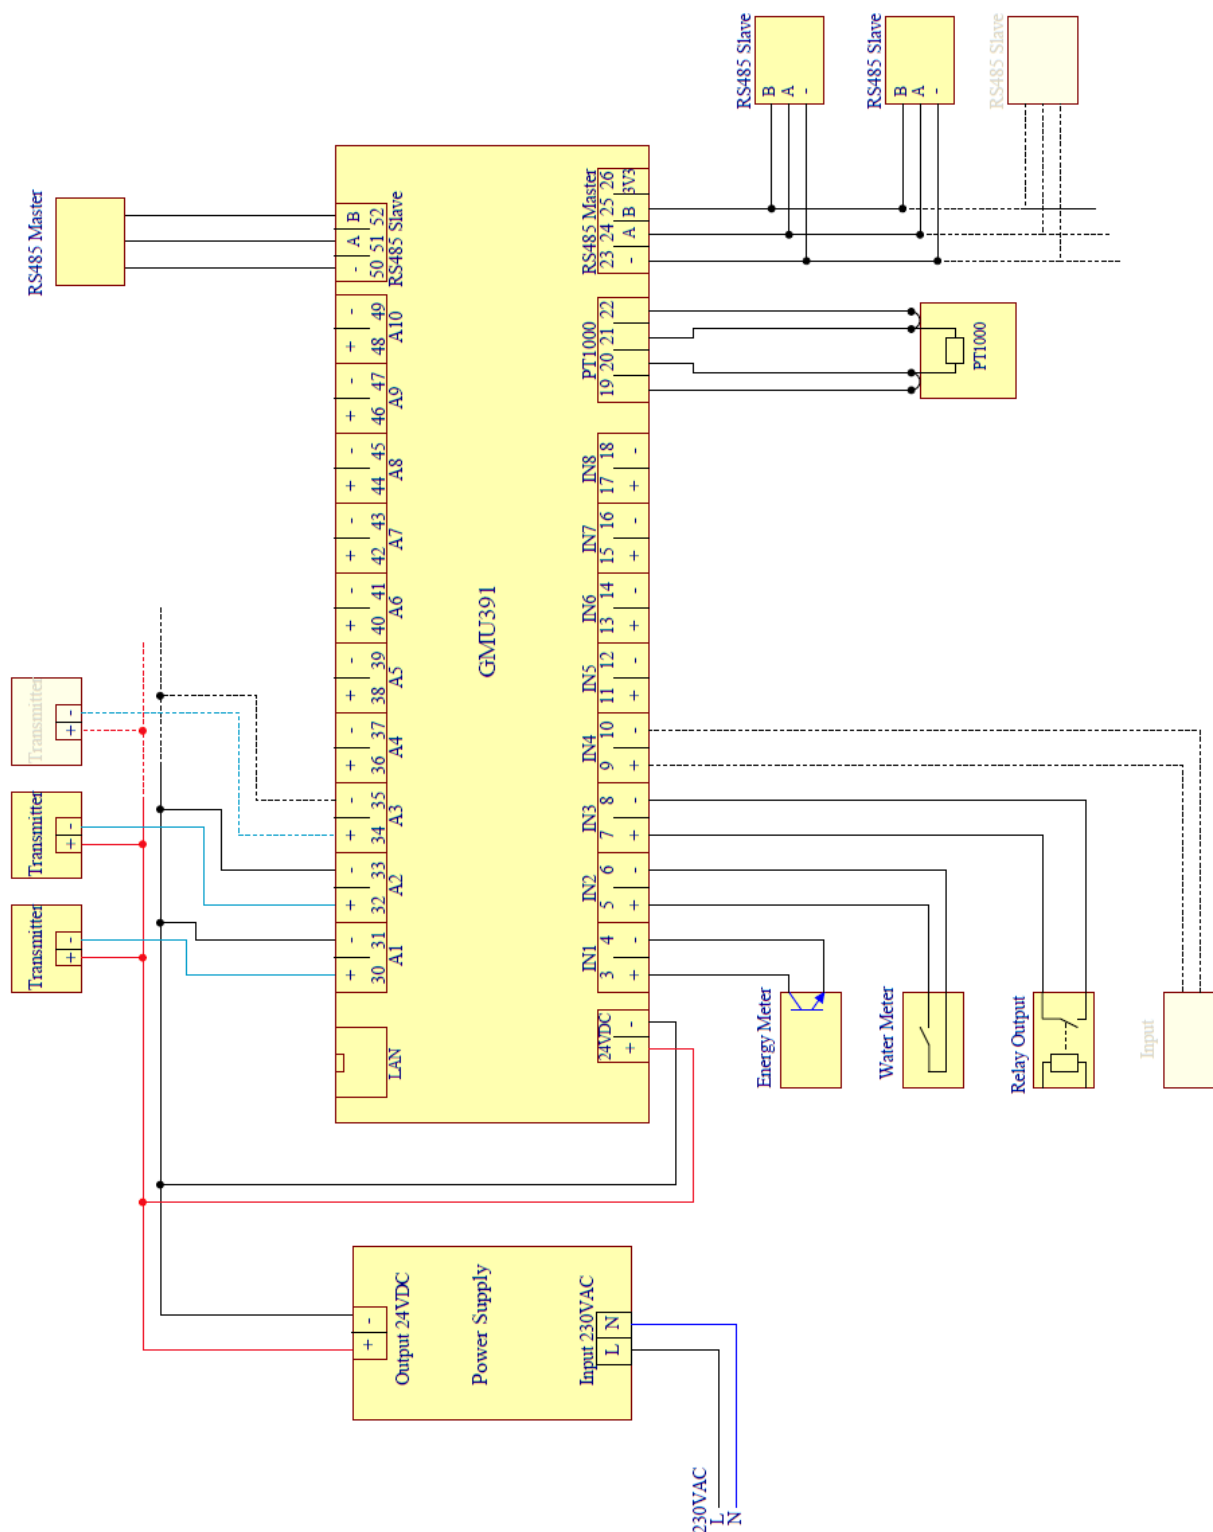 RS485 Master
B
A
-
52
51
50
RS485 Slave
- 49
+ 48
A10
- 47
+ 46
A9
- 45
+ 44
A8
- 43
+ 42
A7
- 41
+ 40
A6
- 39
+ 38
A5
- 37
+ 36
A4
- 35
+ 34
A3
- 33
+ 32
A2
- 31
+ 30
A1
LAN
GMU391
RS485 Master
26 3V3
25 B
24 A
23 -
PT1000
22
21
20
19
IN8
18 -
17 +
IN7
16 -
15 +
IN6
14 -
13 +
IN5
12 -
11 +
IN4
10 -
9 +
IN3
8 -
7 +
IN2
6 -
5 +
IN1
4 -
3 +
24VDC
-
+
RS485 Slave
B
A
-
RS485 Slave
B
A
-
RS485 Slave
PT1000
Transmitter
+ -
Transmitter
+ -
Transmitter
+ -
Energy Meter
Water Meter
Relay Output
Input
Output 24VDC
+ -
Power Supply
Input 230VAC
L N
230VAC
L
N